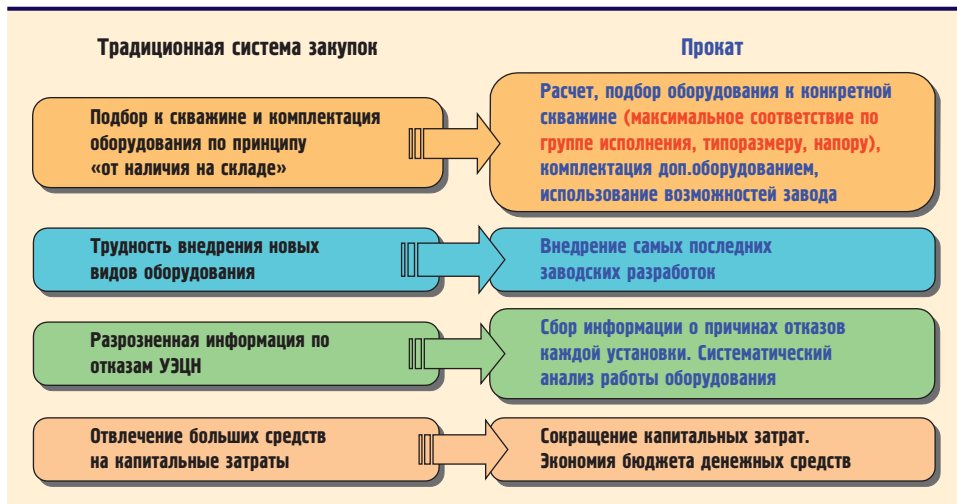 Традиционная система закупок
Прокат
Подбор к скважине и комплектация
оборудования по принципу
«от наличия на складе»
Расчет, подбор оборудования к конкретной
скважине (максимальное соответствие по
группе исполнения, типоразмеру, напору),
комплектация доп.оборудованием,
использование возможностей завода
Трудность внедрения новых
видов оборудования
Внедрение самых последних
заводских разработок
Разрозненная информация по
отказам УЭЦН
Сбор информации о причинах отказов
каждой установки. Систематический
анализ работы оборудования
Отвлечение больших средств
на капитальные затраты
Сокращение капитальных затрат.
Экономия бюджета денежных средств